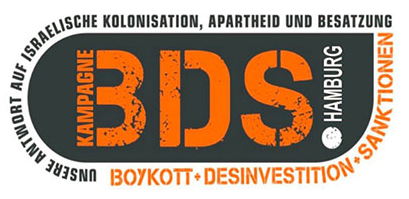 UNSERE ANTWORT AUF ISRAELISCHE KOLONISATION, APARTHEID UND BESATZUNG
KAMPAGNE
BDS.
HAMBURG
BOYKOTT+DESINVESTITION+SANKTIONEN